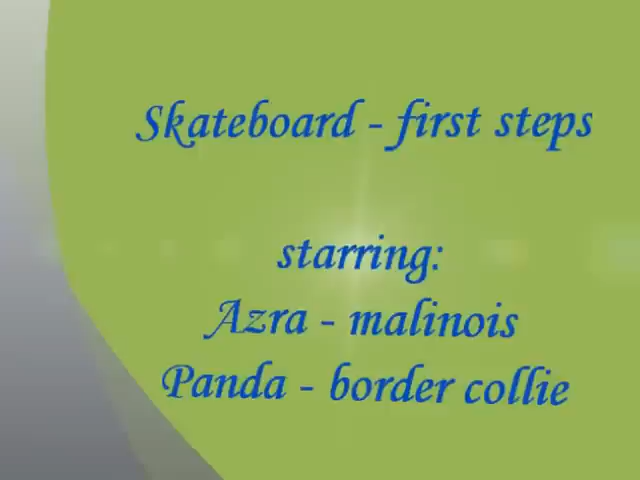 Skateboard - first steps
starring:
Azra - malinois
Panda - border collie